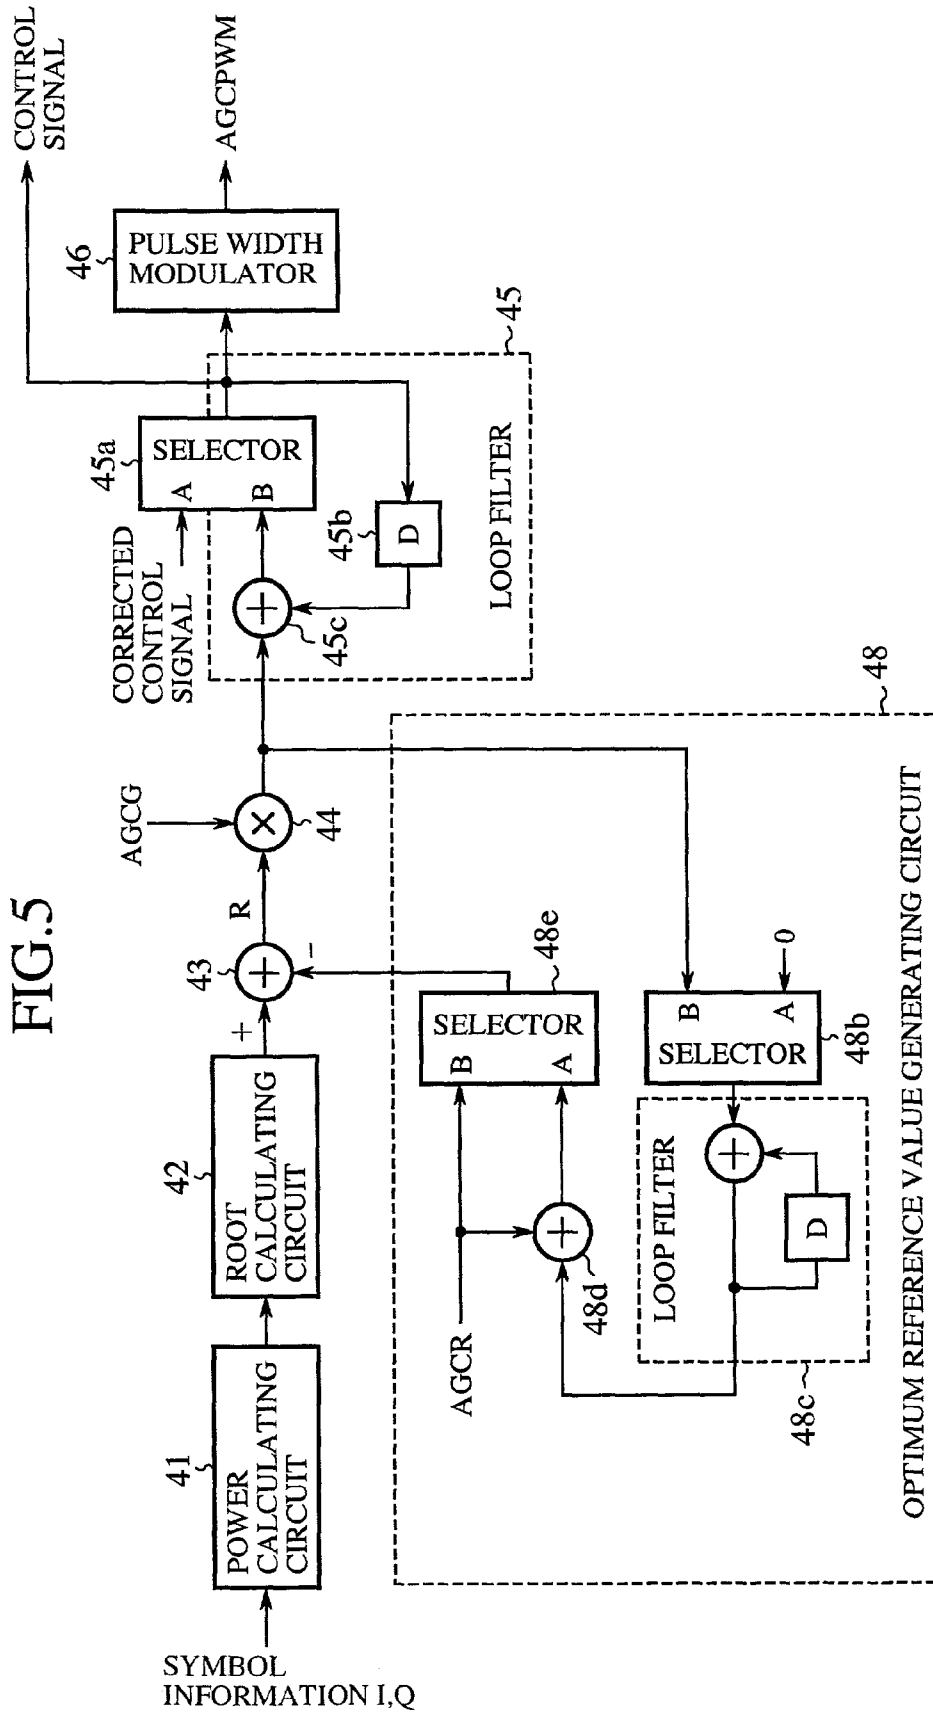 FIG.5
SYMBOL
INFORMATION I,Q
41
POWER
CALCULATING
CIRCUIT
42
ROOT
CALCULATING
CIRCUIT
+
43
+
−
R
AGCG
×
44
CORRECTED
CONTROL
SIGNAL
+
45c
45a
SELECTOR
A
B
45b
D
LOOP FILTER
45
46
PULSE WIDTH
MODULATOR
CONTROL
SIGNAL
AGCPWM
AGCR
+
48d
48e
SELECTOR
B
A
48c
LOOP FILTER
+
D
B
A
SELECTOR
48b
0
48
OPTIMUM REFERENCE VALUE GENERATING CIRCUIT